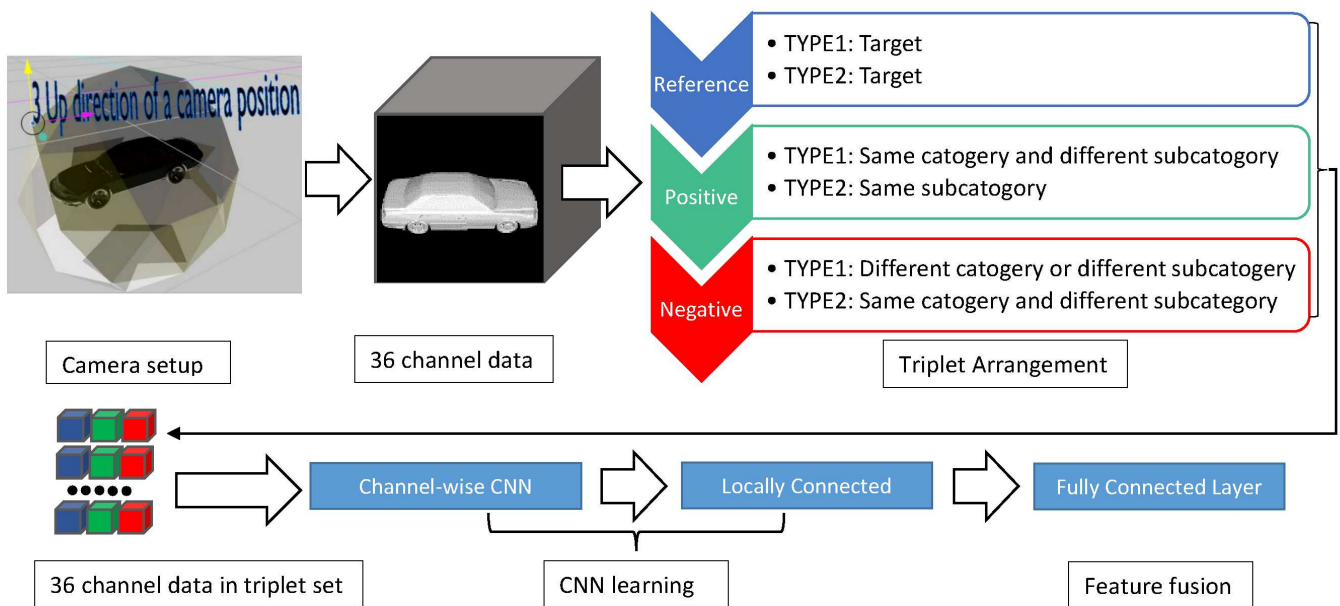 3 Up direction of a camera position
Reference
• TYPE1: Target
• TYPE2: Target
Positive
• TYPE1: Same catogery and different subcatogory
• TYPE2: Same subcatogory
Negative
• TYPE1: Different catogery or different subcatogery
• TYPE2: Same catogery and different subcategory
Camera setup
36 channel data
Triplet Arrangement
Channel-wise CNN
Locally Connected
Fully Connected Layer
36 channel data in triplet set
CNN learning
Feature fusion